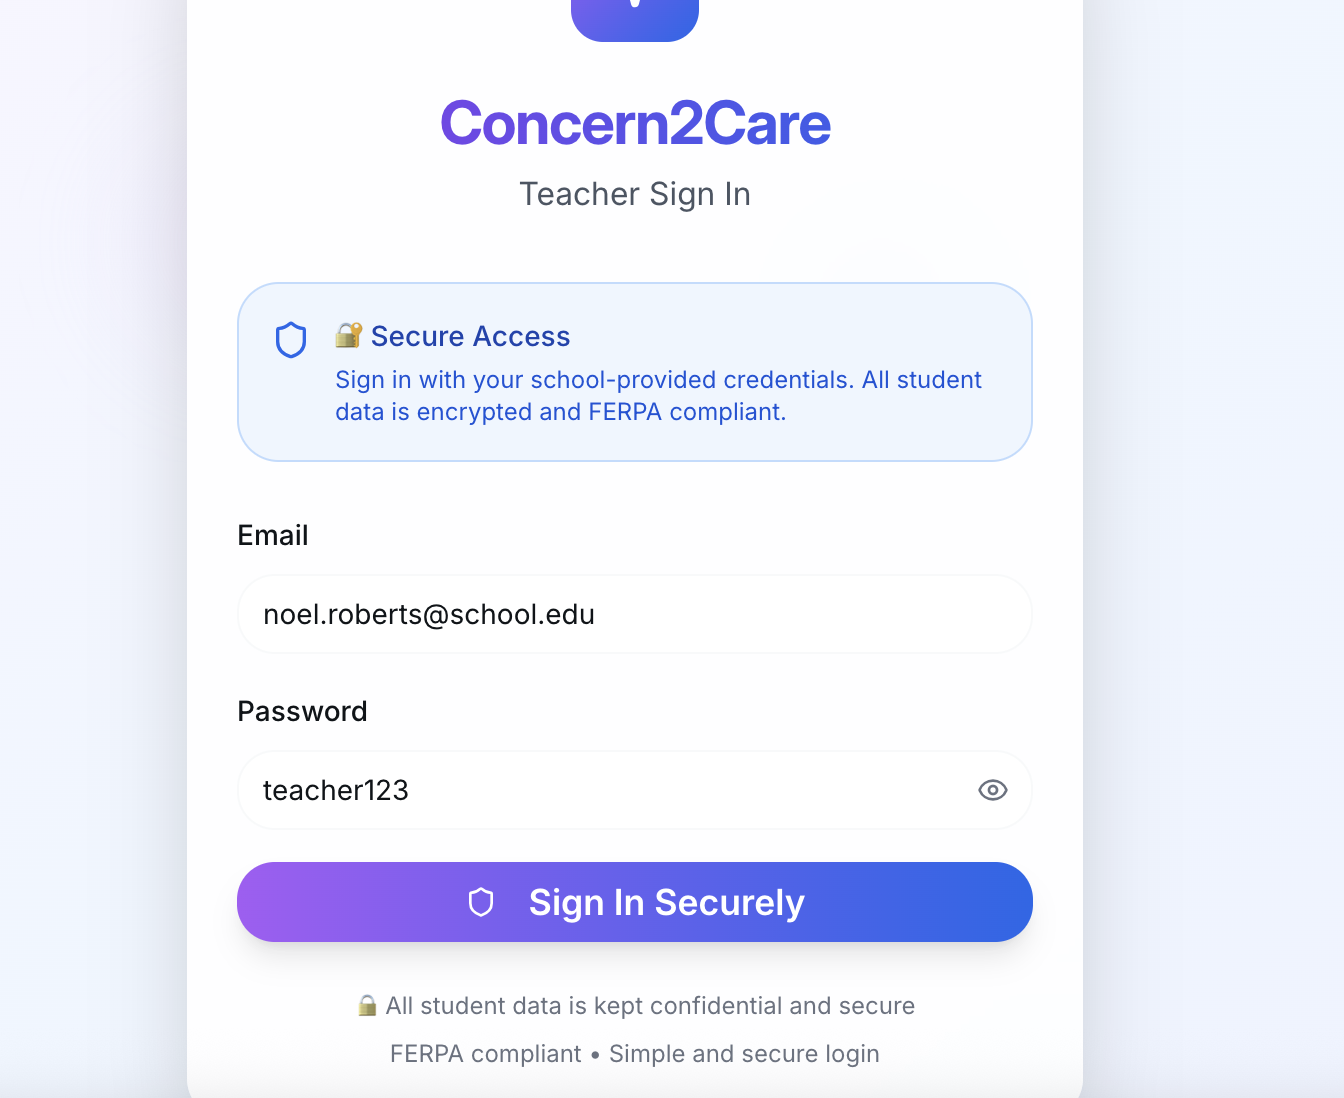 Concern2Care
Teacher Sign In
🔐 Secure Access
Sign in with your school-provided credentials. All student
data is encrypted and FERPA compliant.
Email
noel.roberts@school.edu
Password
teacher123
Sign In Securely
🔒 All student data is kept confidential and secure
FERPA compliant • Simple and secure login